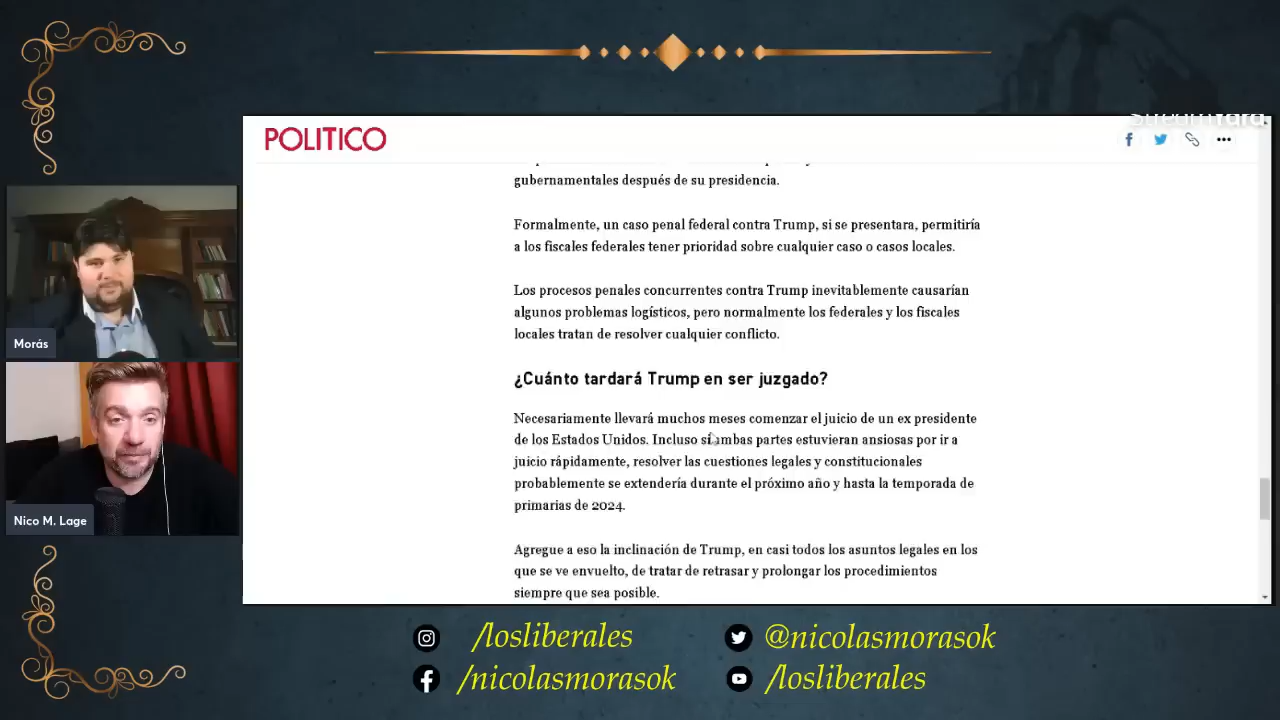 StreamYard
POLITICO
gubernamentales después de su presidencia.
Formalmente, un caso penal federal contra Trump, si se presentara, permitiría
a los fiscales federales tener prioridad sobre cualquier caso o casos locales.
Los procesos penales concurrentes contra Trump inevitablemente causarían
algunos problemas logísticos, pero normalmente los federales y los fiscales
locales tratan de resolver cualquier conflicto.
¿Cuánto tardará Trump en ser juzgado?
Necesariamente llevará muchos meses comenzar el juicio de un ex presidente
de los Estados Unidos. Incluso si ambas partes estuvieran ansiosas por ir a
juicio rápidamente, resolver las cuestiones legales y constitucionales
probablemente se extendería durante el próximo año y hasta la temporada de
primarias de 2024.
Agregue a eso la inclinación de Trump, en casi todos los asuntos legales en los
que se ve envuelto, de tratar de retrasar y prolongar los procedimientos
siempre que sea posible.
Morás
Nico M. Lage
/losliberales
@nicolasmorasok
/nicolasmorasok
/losliberales